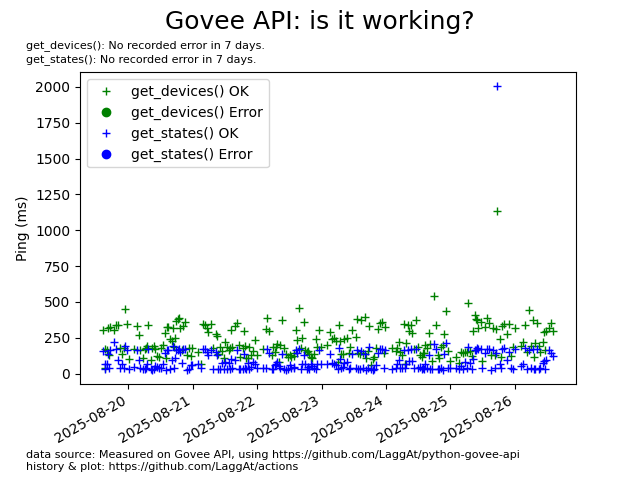 Govee API: is it working?
get_devices(): No recorded error in 7 days.
get_states(): No recorded error in 7 days.
get_devices() OK
get_devices() Error
get_states() OK
get_states() Error
Ping (ms)
2000
1750
1500
1250
1000
750
500
250
0
2025-08-20
2025-08-21
2025-08-22
2025-08-23
2025-08-24
2025-08-25
2025-08-26
data source: Measured on Govee API, using https://github.com/LaggAt/python-govee-api
history & plot: https://github.com/LaggAt/actions